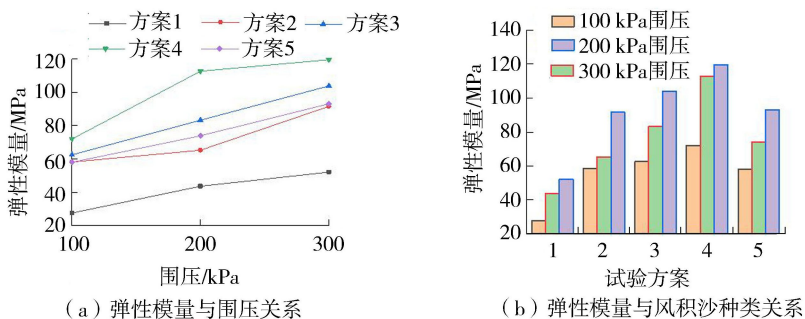 方案1 方案2 方案3
方案4 方案5
120
100
80
60
40
20
弹性模量/MPa
100 200 300
围压/kPa
(a) 弹性模量与围压关系
100 kPa围压
200 kPa围压
300 kPa围压
140
120
100
80
60
40
20
弹性模量/MPa
1 2 3 4 5
试验方案
(b) 弹性模量与风积沙种类关系